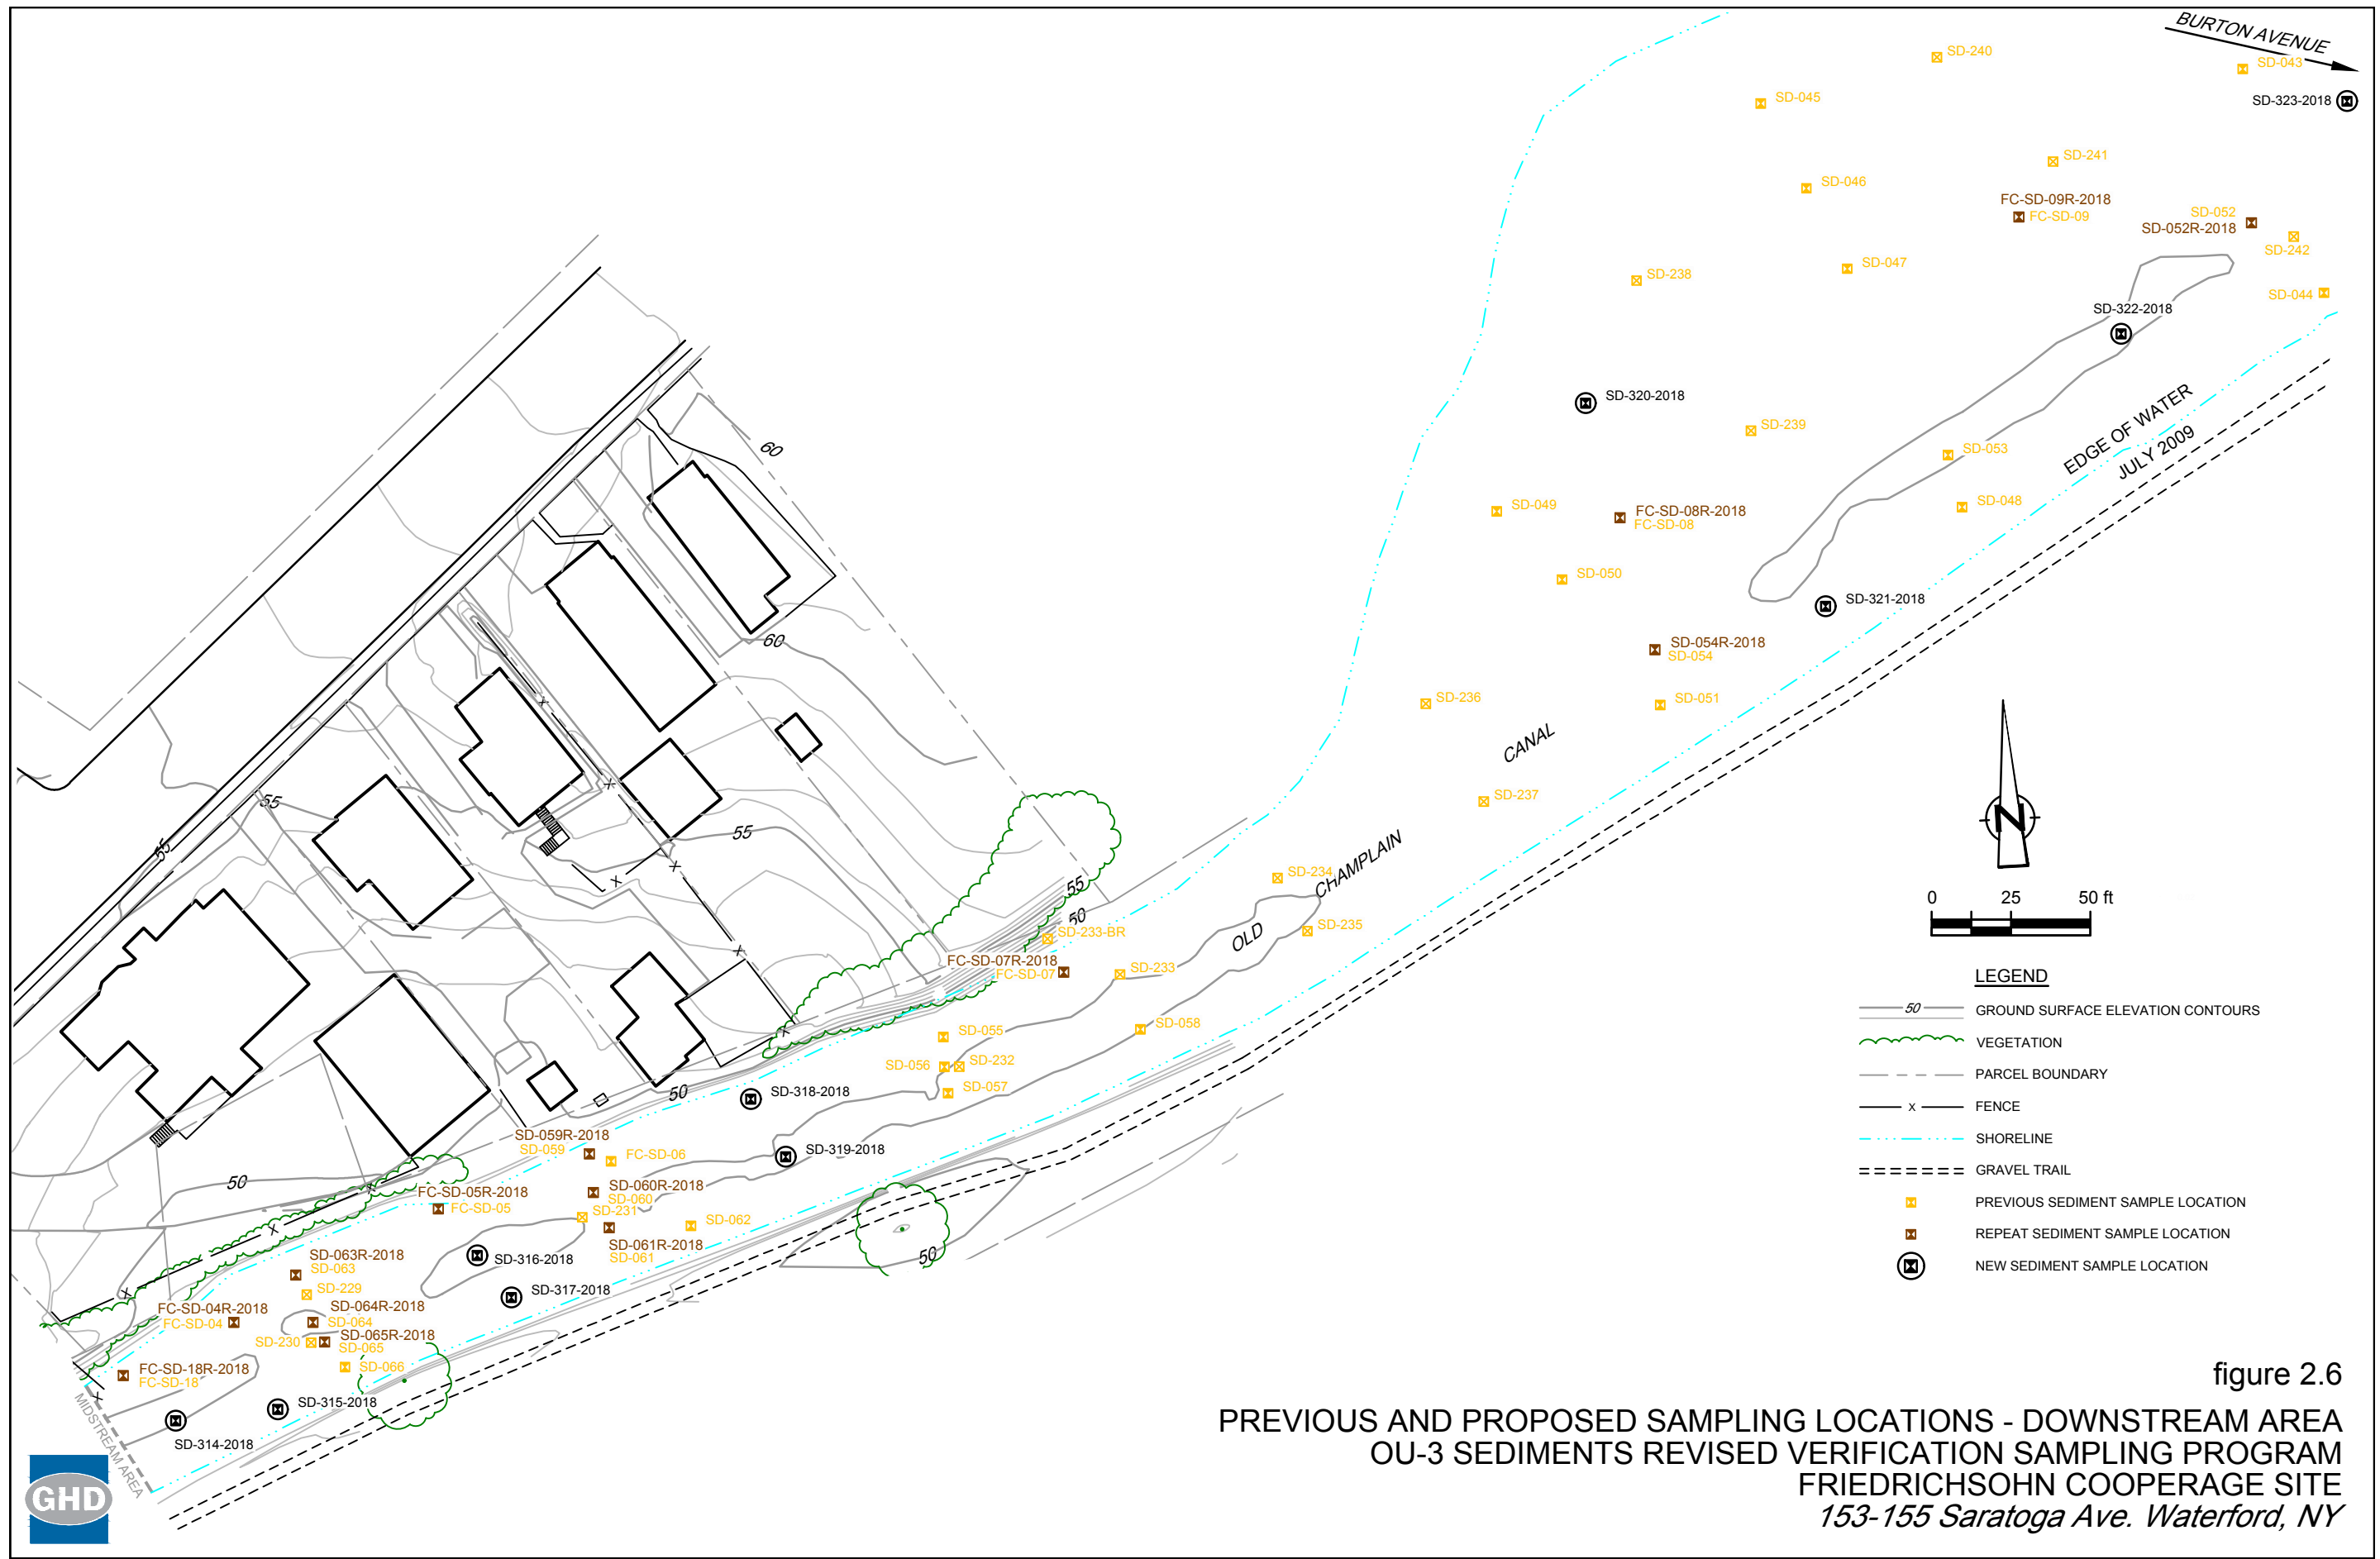 BURTON AVENUE
SD-240
SD-043
SD-045
SD-323-2018
SD-241
SD-046
FC-SD-09R-2018
FC-SD-09
SD-052
SD-052R-2018
SD-242
SD-047
SD-238
SD-044
SD-322-2018
SD-320-2018
SD-239
EDGE OF WATER
JULY 2009
SD-053
SD-049
SD-048
FC-SD-08R-2018
FC-SD-08
SD-050
SD-321-2018
SD-054R-2018
SD-054
SD-236
SD-051
SD-237
OLD
CHAMPLAIN
CANAL
60
60
55
55
55
x
x
x
x
x
x
SD-234
SD-235
55
50
SD-233-BR
FC-SD-07R-2018
FC-SD-07
SD-233
SD-058
SD-055
SD-056
SD-232
SD-057
50
SD-318-2018
SD-319-2018
SD-059R-2018
SD-059
FC-SD-06
SD-060R-2018
SD-060
SD-231
SD-062
SD-061R-2018
SD-061
50
50
x
x
x
x
FC-SD-05R-2018
FC-SD-05
SD-316-2018
SD-317-2018
SD-063R-2018
SD-063
SD-229
FC-SD-04R-2018
FC-SD-04
SD-064R-2018
SD-064
SD-065R-2018
SD-230
SD-065
SD-066
FC-SD-18R-2018
FC-SD-18
SD-315-2018
SD-314-2018
MIDSTREAM AREA
N
0 25 50 ft
LEGEND
50 GROUND SURFACE ELEVATION CONTOURS
VEGETATION
PARCEL BOUNDARY
x FENCE
SHORELINE
GRAVEL TRAIL
PREVIOUS SEDIMENT SAMPLE LOCATION
REPEAT SEDIMENT SAMPLE LOCATION
NEW SEDIMENT SAMPLE LOCATION
figure 2.6
PREVIOUS AND PROPOSED SAMPLING LOCATIONS - DOWNSTREAM AREA
OU-3 SEDIMENTS REVISED VERIFICATION SAMPLING PROGRAM
FRIEDRICHSOHN COOPERAGE SITE
153-155 Saratoga Ave. Waterford, NY
GHD